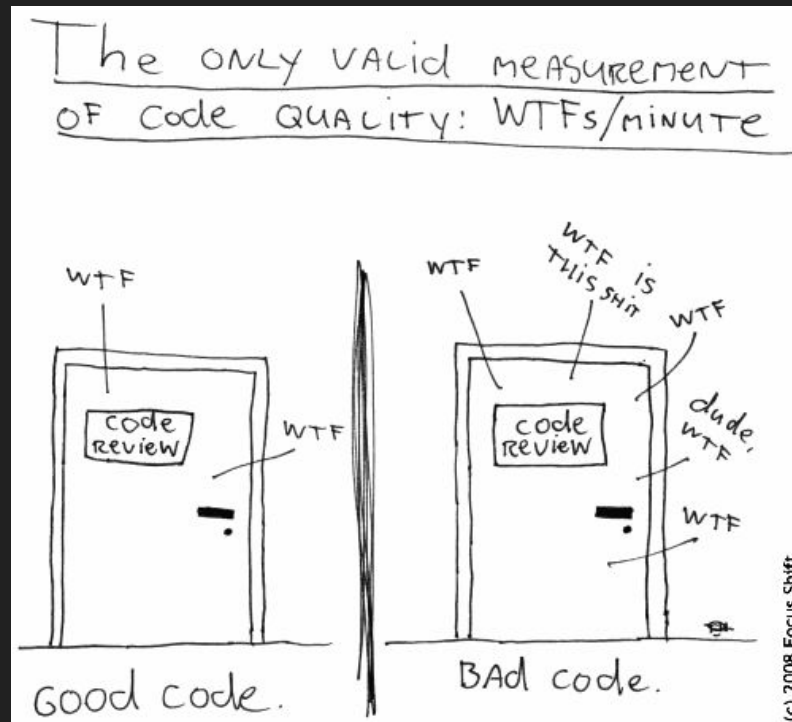 The ONLY VALid MEASUREMENT
OF Code QUALITY: WTFs/MINUTE
WTF
code
REVIEW
WTF
Good code.
WTF
WTF is
THIS SHIT
WTF
code
REVIEW
dude,
WTF
WTF
BAd code.
(c) 2008 Focus Shift